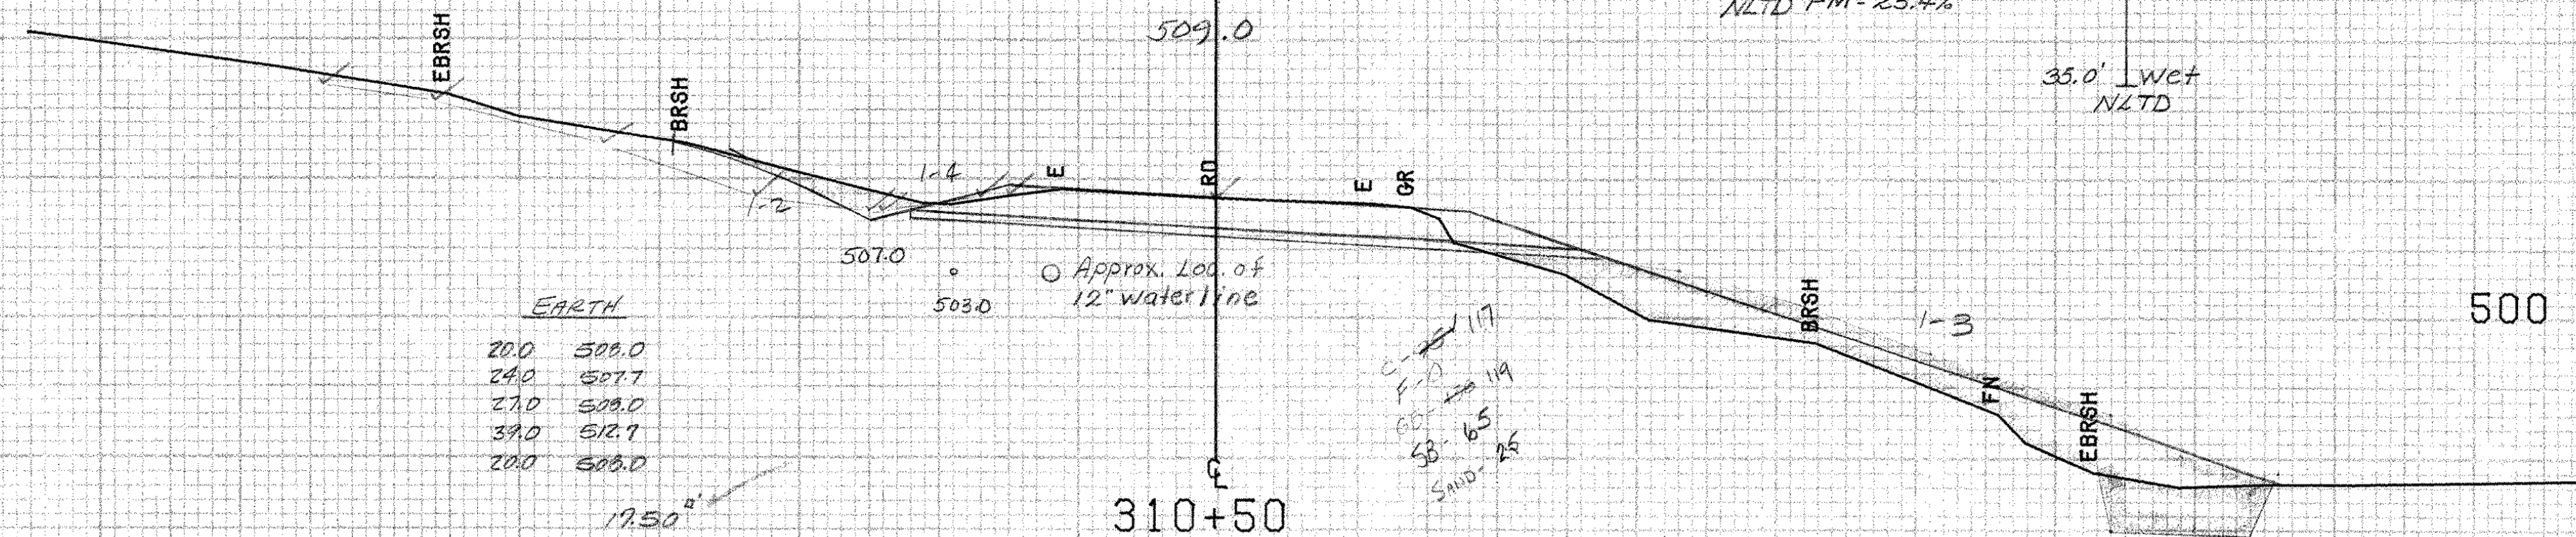 EBRSH
BRSH
509.0
35.0' Wet
NLTD
1-4
E
RD
E
GR
1-2
507.0
503.0
Approx. Loc. of
12" waterline
EARTH
20.0 508.0
24.0 507.7
27.0 508.0
39.0 512.7
20.0 508.0
17.50
117
119
SB- 65
SAND- 25
BRSH
1-3
500
FN
EBRSH
CL
310+50